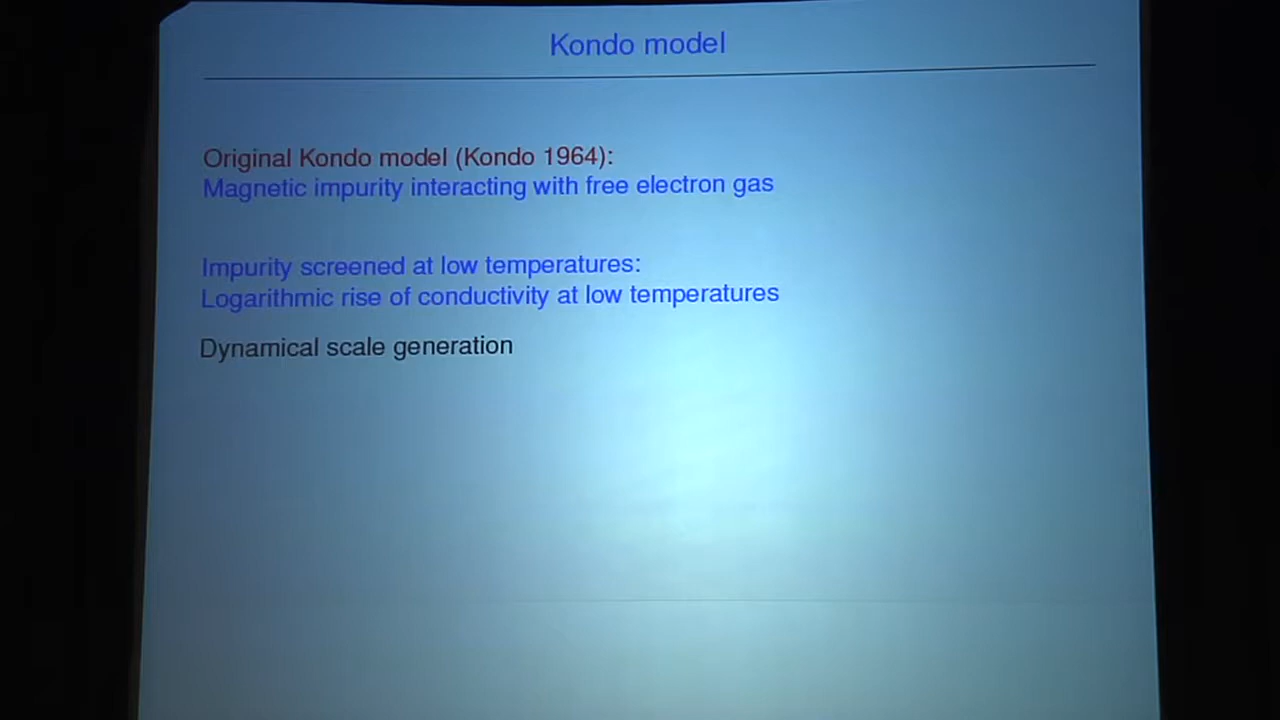 Kondo model
Original Kondo model (Kondo 1964):
Magnetic impurity interacting with free electron gas
Impurity screened at low temperatures:
Logarithmic rise of conductivity at low temperatures
Dynamical scale generation